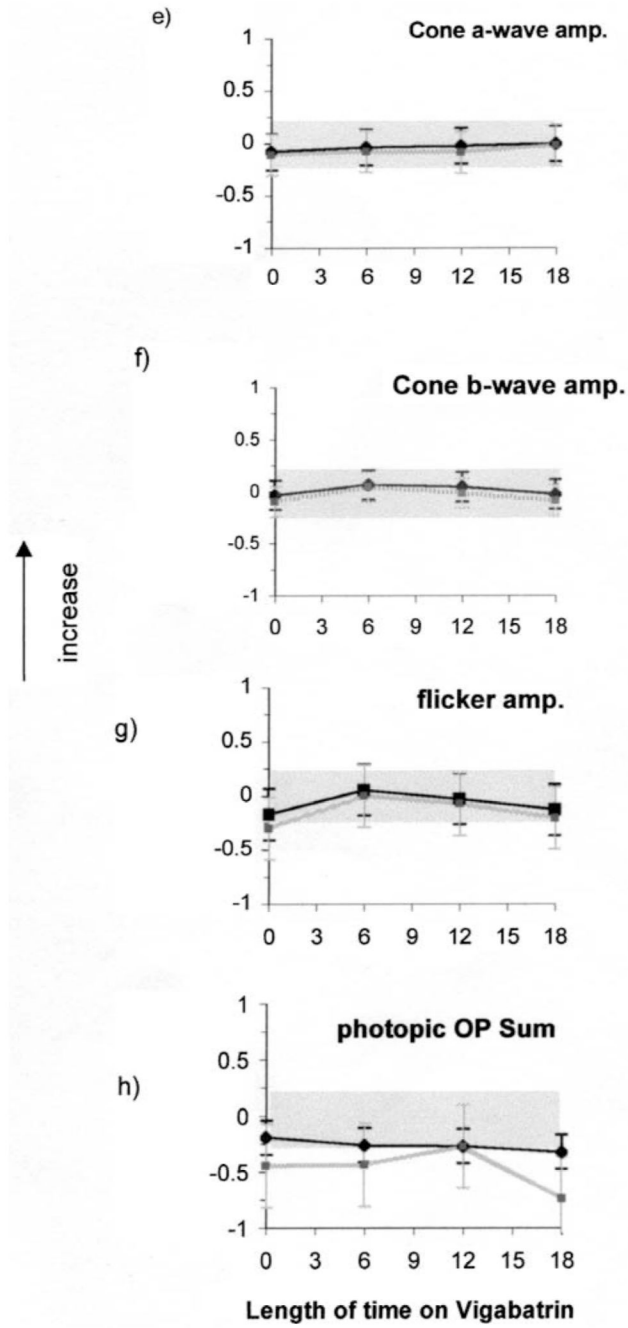 e)
Cone a-wave amp.
1
0.5
0
-0.5
-1
0 3 6 9 12 15 18
f)
Cone b-wave amp.
1
0.5
0
-0.5
-1
0 3 6 9 12 15 18
increase
g)
flicker amp.
1
0.5
0
-0.5
-1
0 3 6 9 12 15 18
h)
photopic OP Sum
1
0.5
0
-0.5
-1
0 3 6 9 12 15 18
Length of time on Vigabatrin